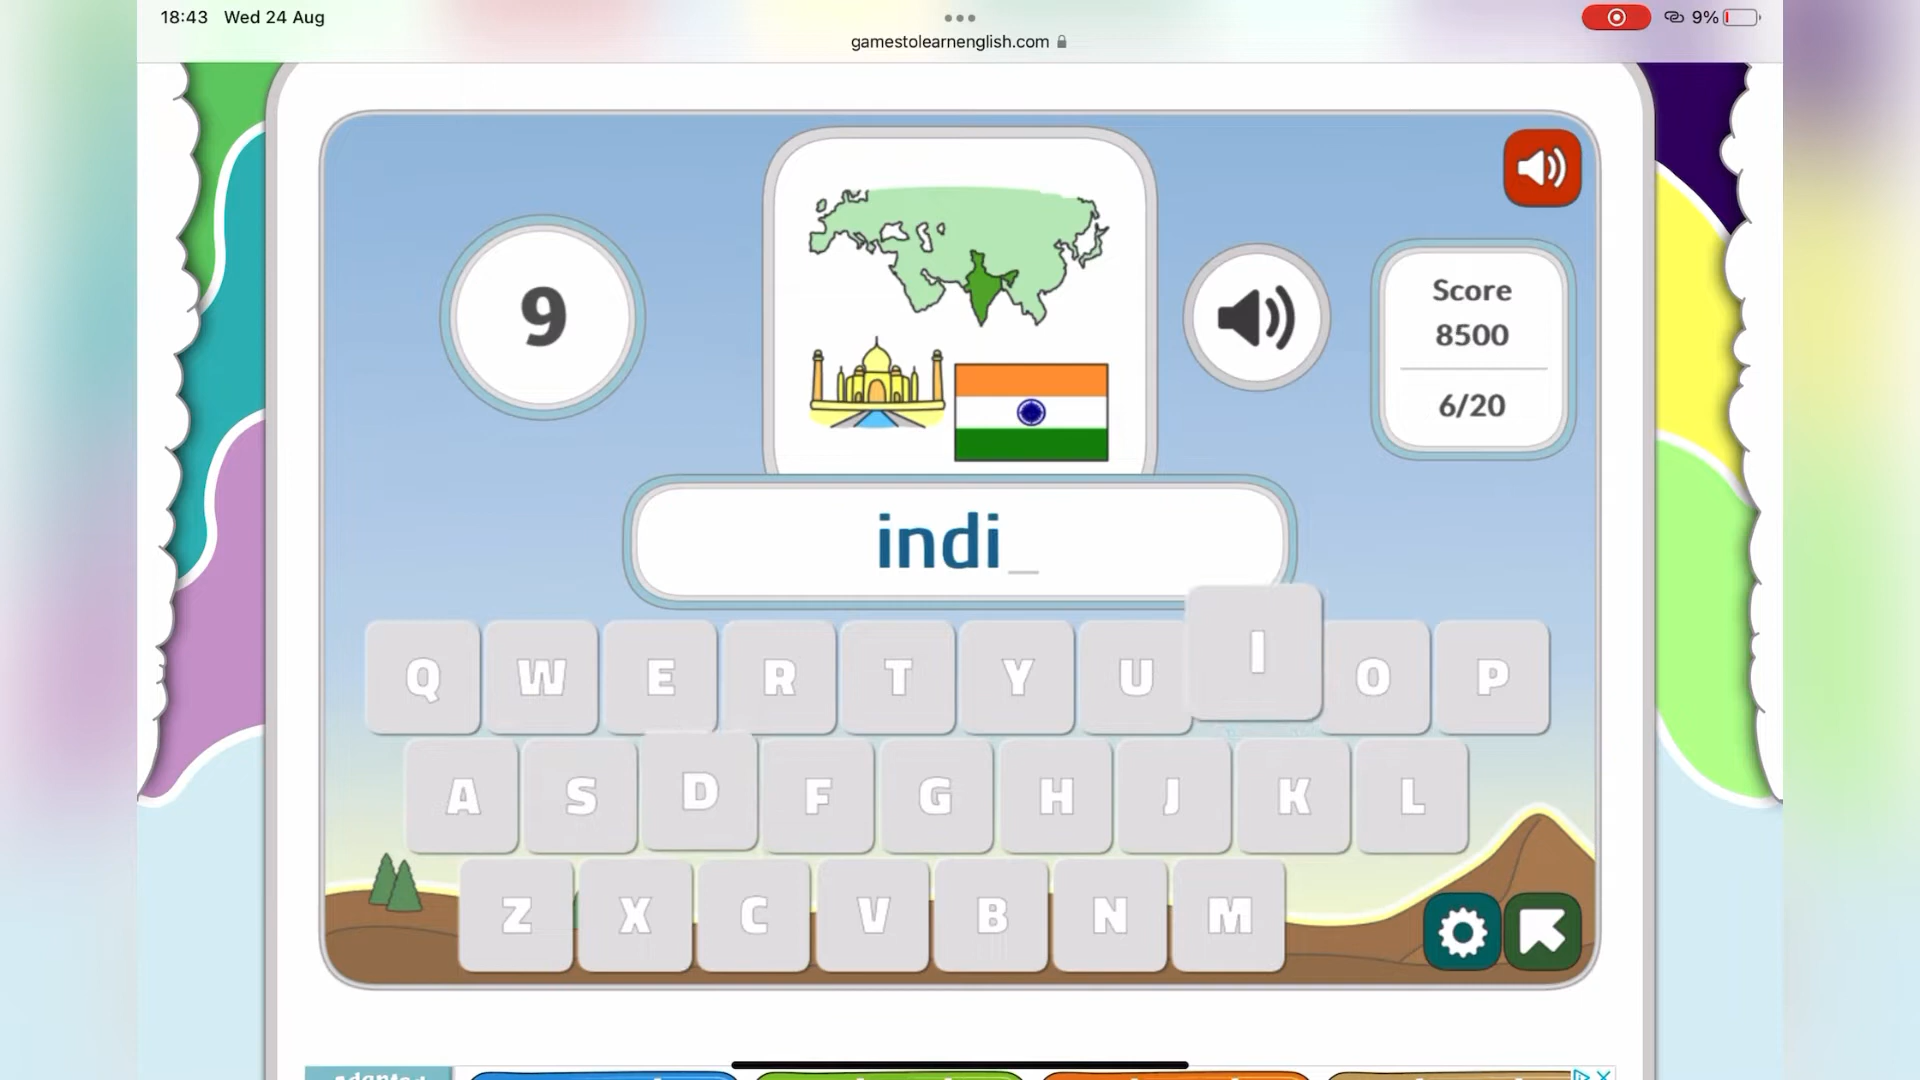 18:43 Wed 24 Aug
9%
gamestolearnenglish.com
9
Score
8500
6/20
indi_
Q W E R T Y U I O P
A S D F G H J K L
Z X C V B N M